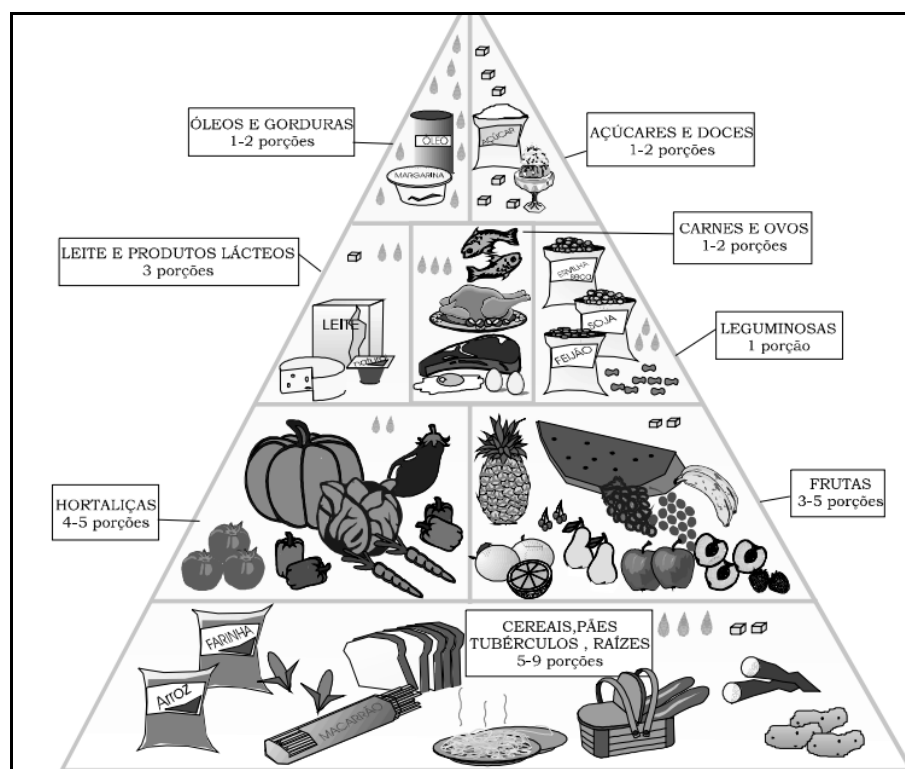 ÓLEOS E GORDURAS
1-2 porções
AÇÚCARES E DOCES
1-2 porções
ÓLEO
MARGARINA
AÇÚCAR
CARNES E OVOS
1-2 porções
LEITE E PRODUTOS LÁCTEOS
3 porções
LEITE
ERVILHA
seca
SOJA
FEIJÃO
LEGUMINOSAS
1 porção
HORTALIÇAS
4-5 porções
FRUTAS
3-5 porções
CEREAIS,PÃES
TUBÉRCULOS , RAÍZES
5-9 porções
FARINHA
MACARRÃO